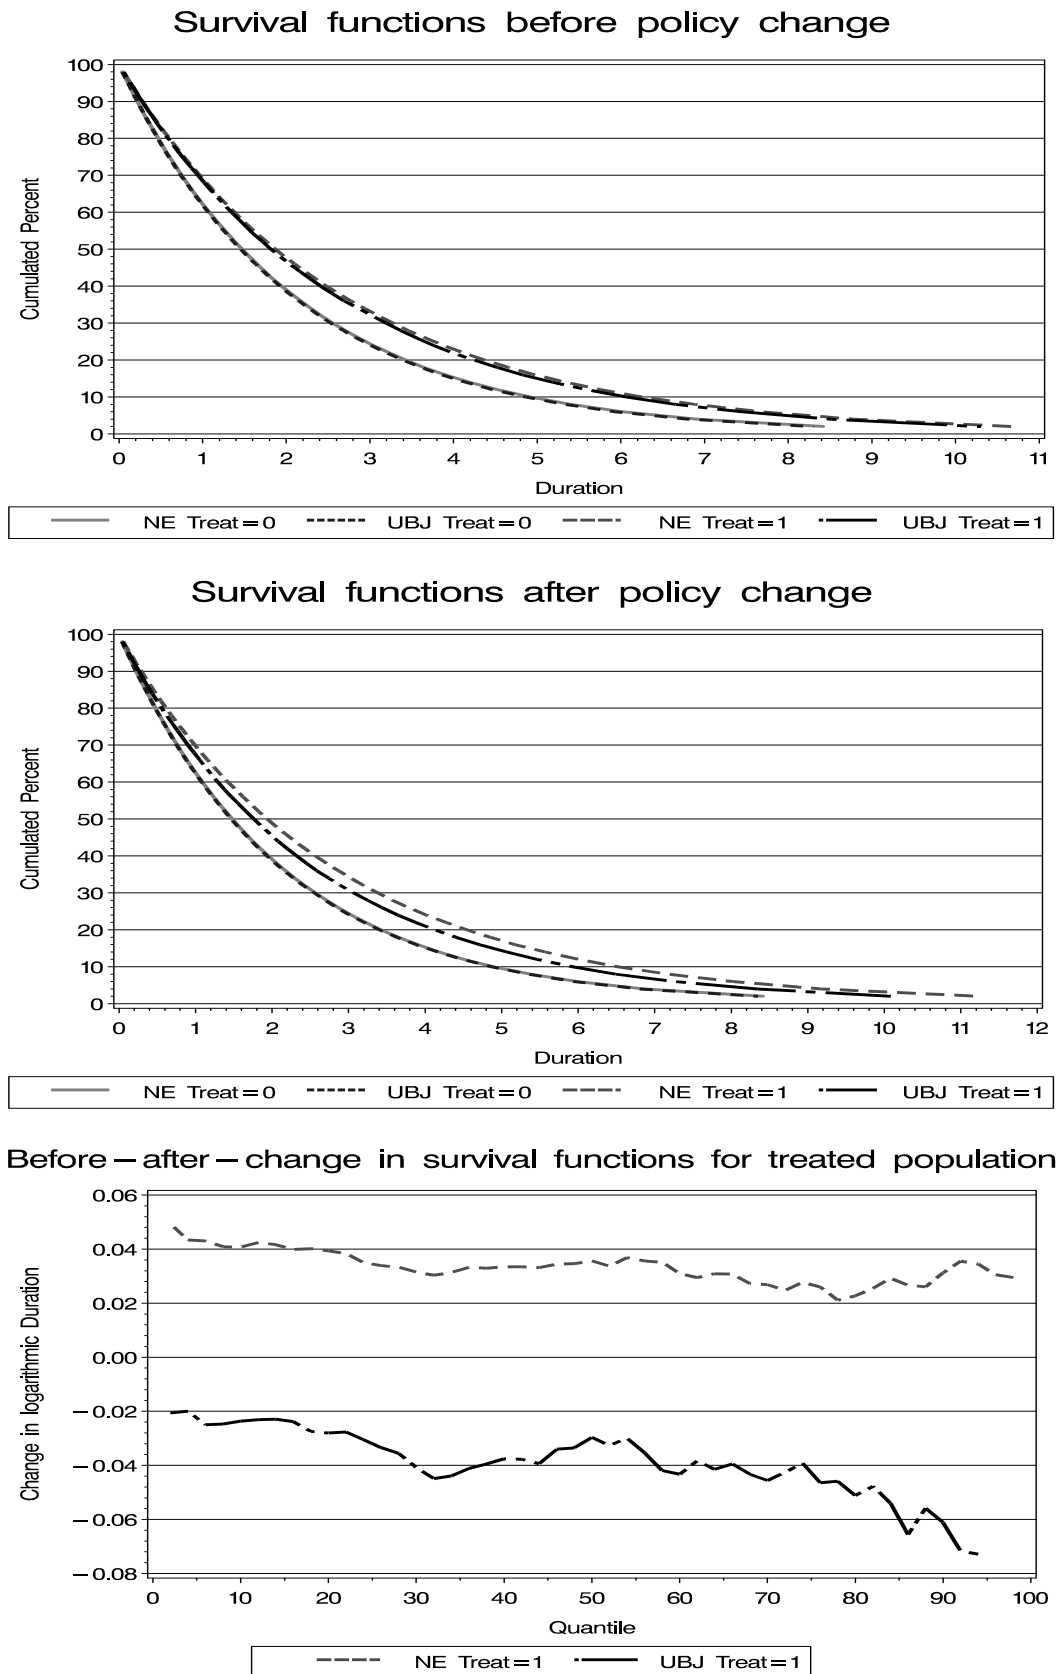 Survival functions before policy change
Cumulated Percent
100
90
80
70
60
50
40
30
20
10
0
0 1 2 3 4 5 6 7 8 9 10 11
Duration
NE Treat=0 UBJ Treat=0 NE Treat=1 UBJ Treat=1
Survival functions after policy change
Cumulated Percent
100
90
80
70
60
50
40
30
20
10
0
0 1 2 3 4 5 6 7 8 9 10 11 12
Duration
NE Treat=0 UBJ Treat=0 NE Treat=1 UBJ Treat=1
Before-after-change in survival functions for treated population
Change in logarithmic Duration
0.06
0.04
0.02
0.00
-0.02
-0.04
-0.06
-0.08
0 10 20 30 40 50 60 70 80 90 100
Quantile
NE Treat=1 UBJ Treat=1